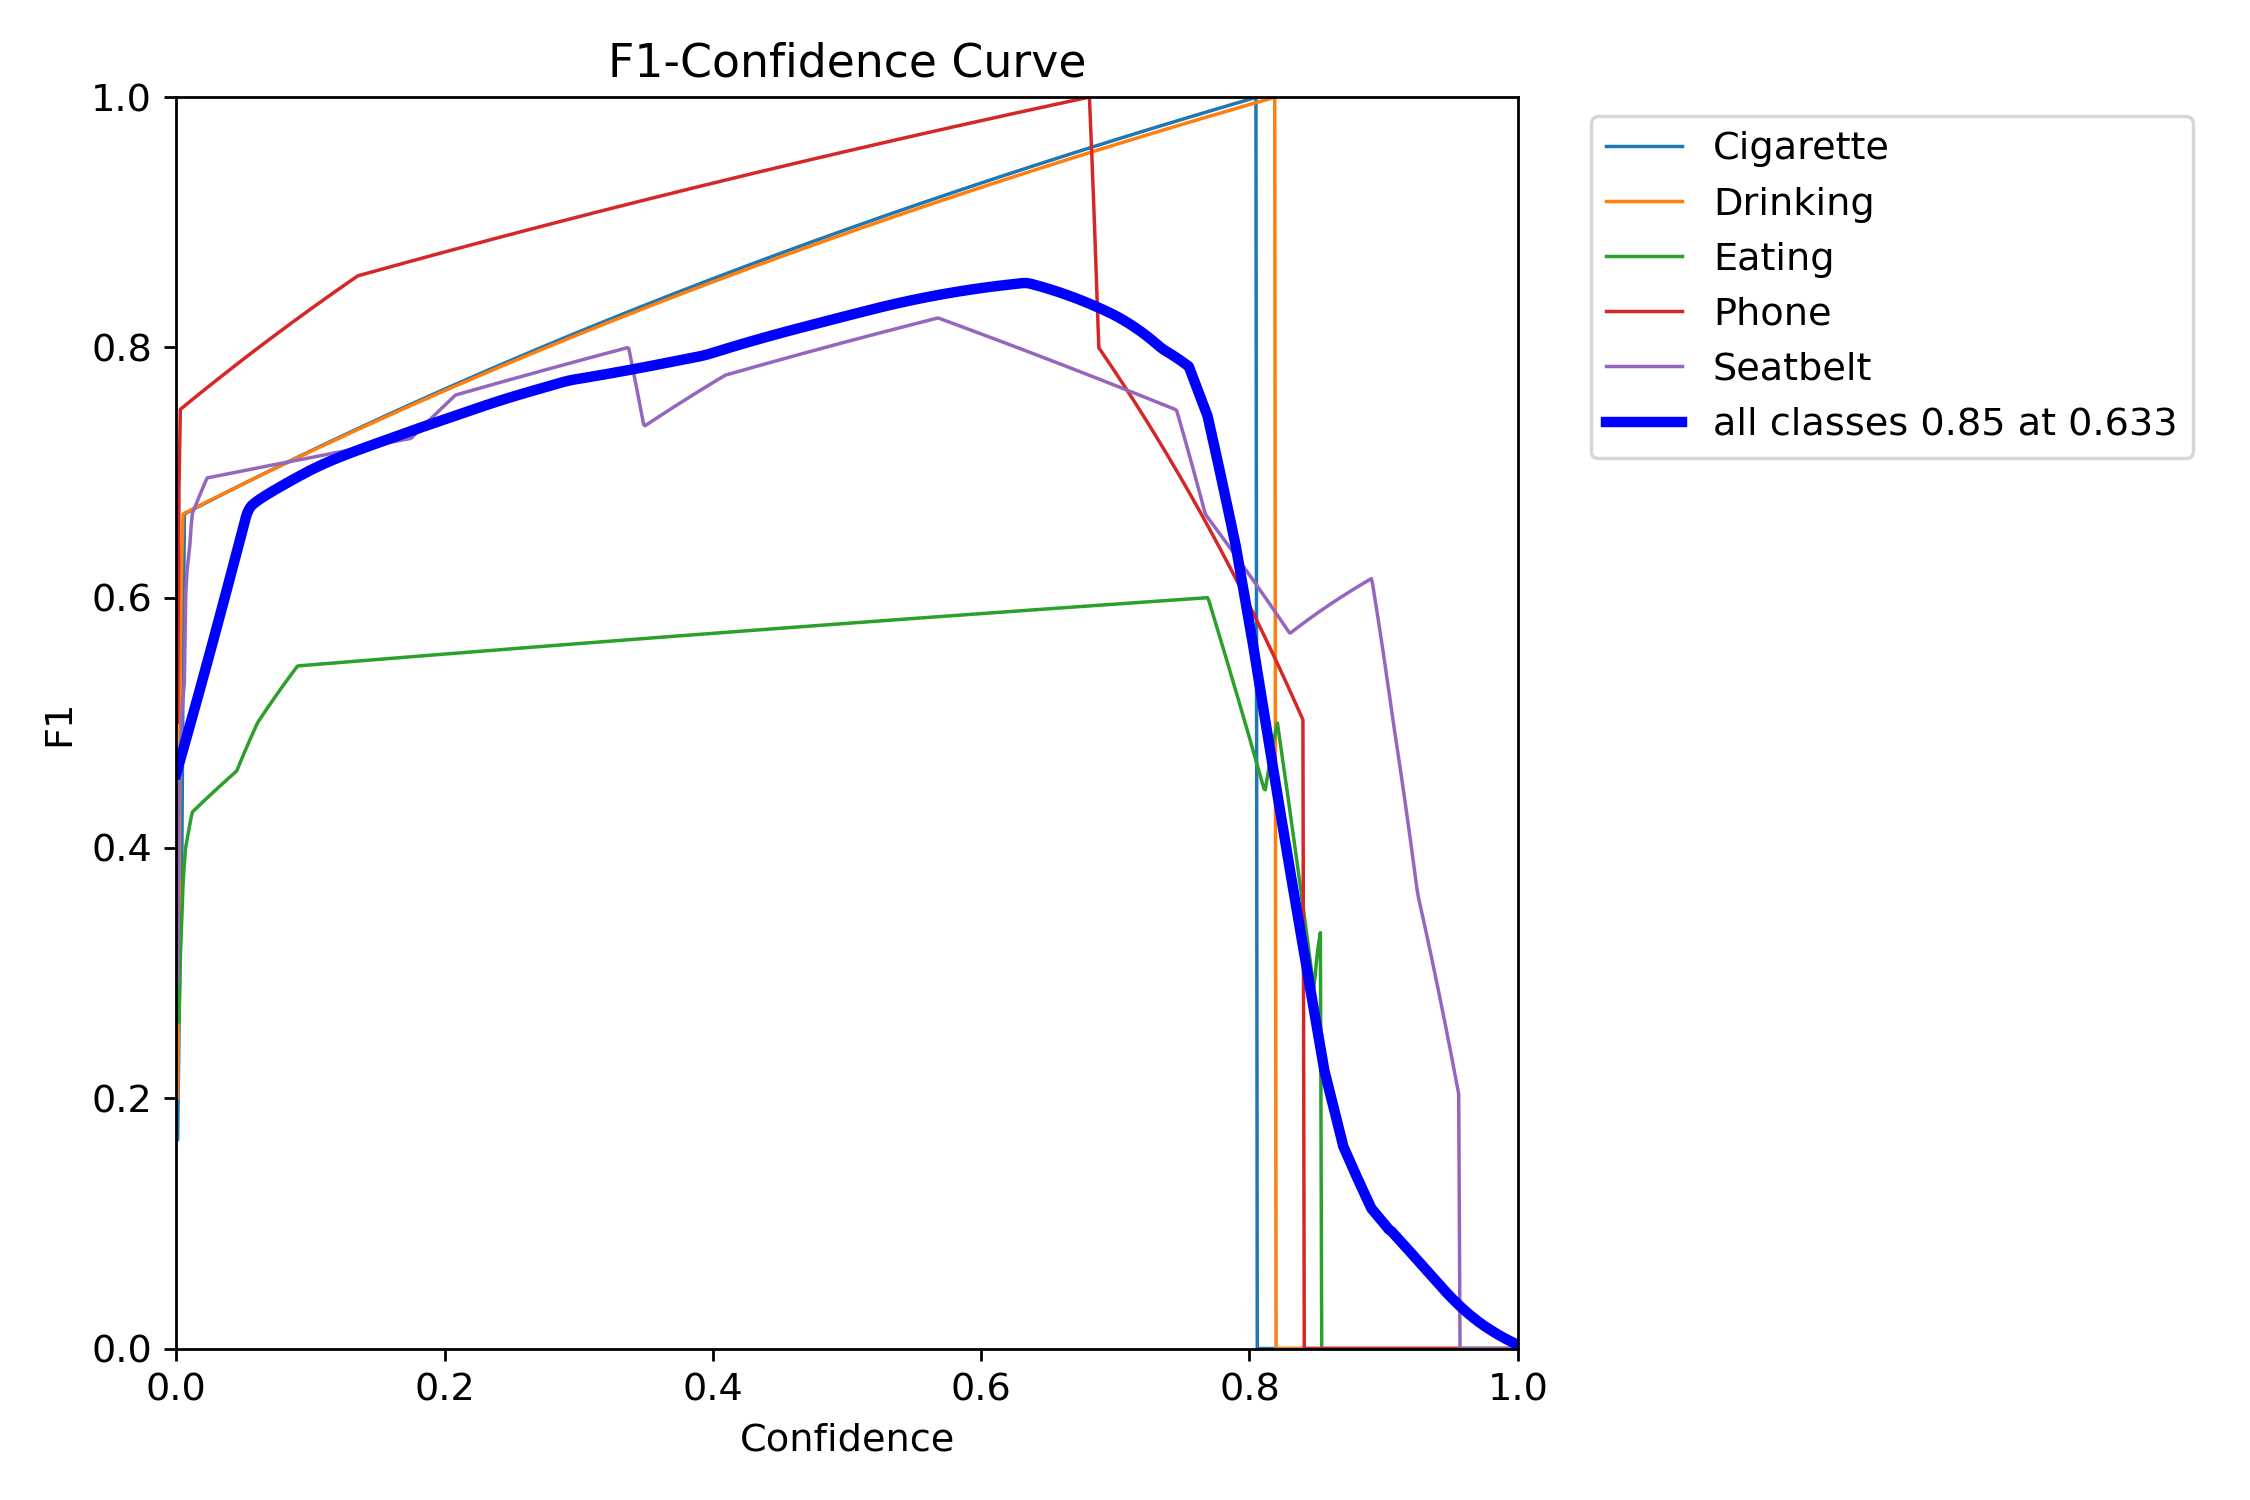 F1-Confidence Curve
1.0
0.8
0.6
0.4
0.2
0.0
F1
0.0 0.2 0.4 0.6 0.8 1.0
Confidence
Cigarette
Drinking
Eating
Phone
Seatbelt
all classes 0.85 at 0.633